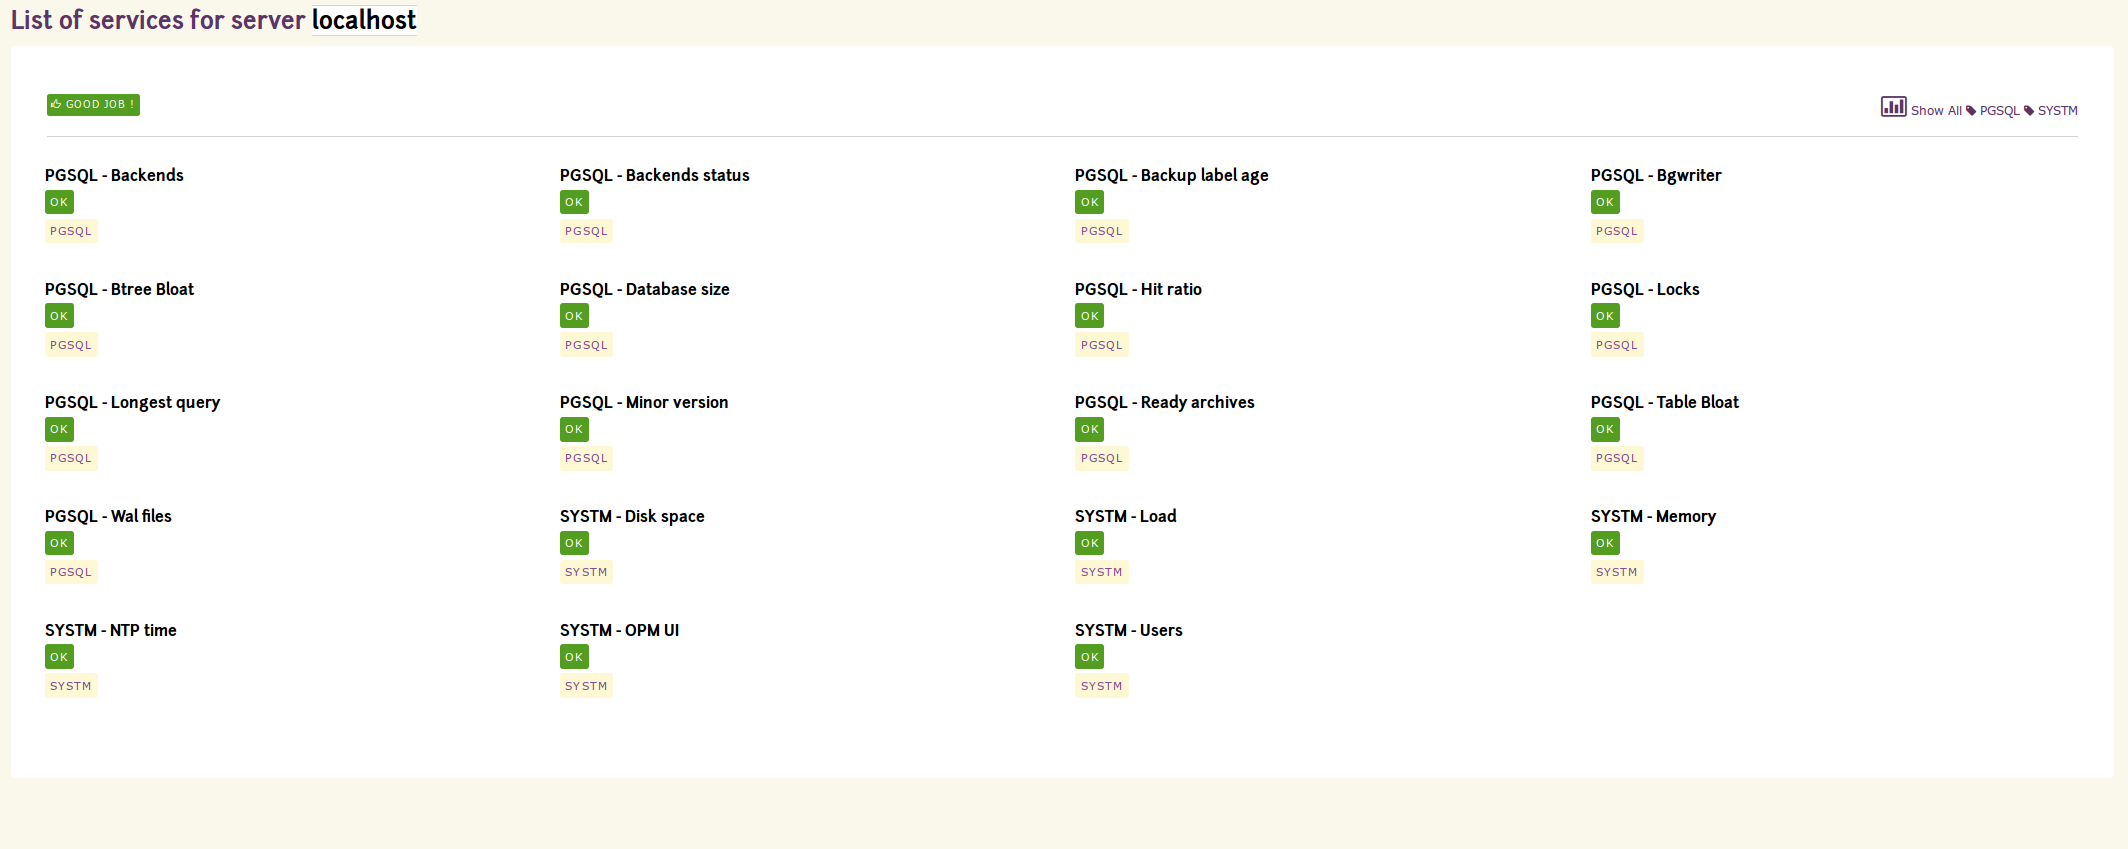 List of services for server localhost
GOOD JOB !
Show All PGSQL SYSTM
PGSQL - Backends
OK
PGSQL
PGSQL - Backends status
OK
PGSQL
PGSQL - Backup label age
OK
PGSQL
PGSQL - Bgwriter
OK
PGSQL
PGSQL - Btree Bloat
OK
PGSQL
PGSQL - Database size
OK
PGSQL
PGSQL - Hit ratio
OK
PGSQL
PGSQL - Locks
OK
PGSQL
PGSQL - Longest query
OK
PGSQL
PGSQL - Minor version
OK
PGSQL
PGSQL - Ready archives
OK
PGSQL
PGSQL - Table Bloat
OK
PGSQL
PGSQL - Wal files
OK
PGSQL
SYSTM - Disk space
OK
SYSTM
SYSTM - Load
OK
SYSTM
SYSTM - Memory
OK
SYSTM
SYSTM - NTP time
OK
SYSTM
SYSTM - OPM UI
OK
SYSTM
SYSTM - Users
OK
SYSTM